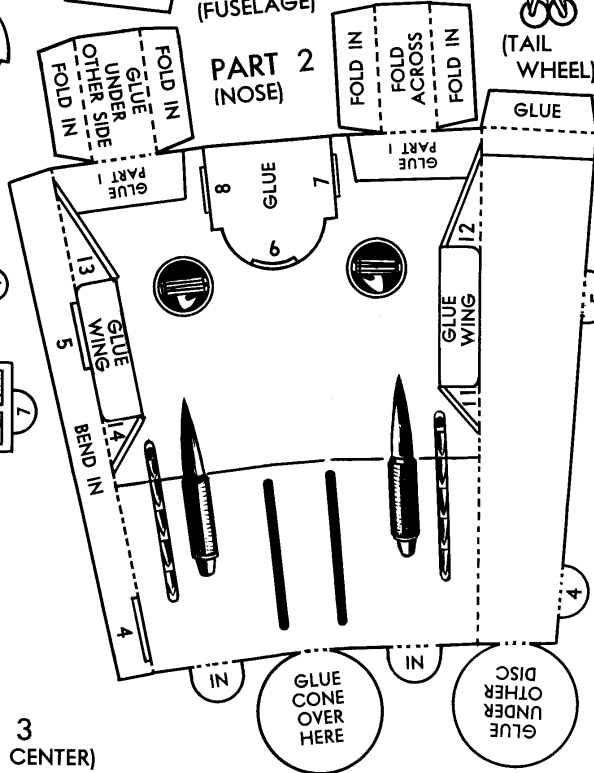 (FUSELAGE)
PART 2
(NOSE)
(TAIL
WHEEL)
FOLD IN
GLUE
UNDER
OTHER SIDE
FOLD IN
FOLD IN
FOLD
ACROSS
FOLD IN
GLUE
GLUE
PART 1
8
GLUE
7
6
GLUE
PART 1
12
13
GLUE
WING
5
GLUE
WING
11
14
7
BEND IN
4
4
IN
IN
GLUE
CONE
OVER
HERE
GLUE
UNDER
OTHER
DISC
3
CENTER)